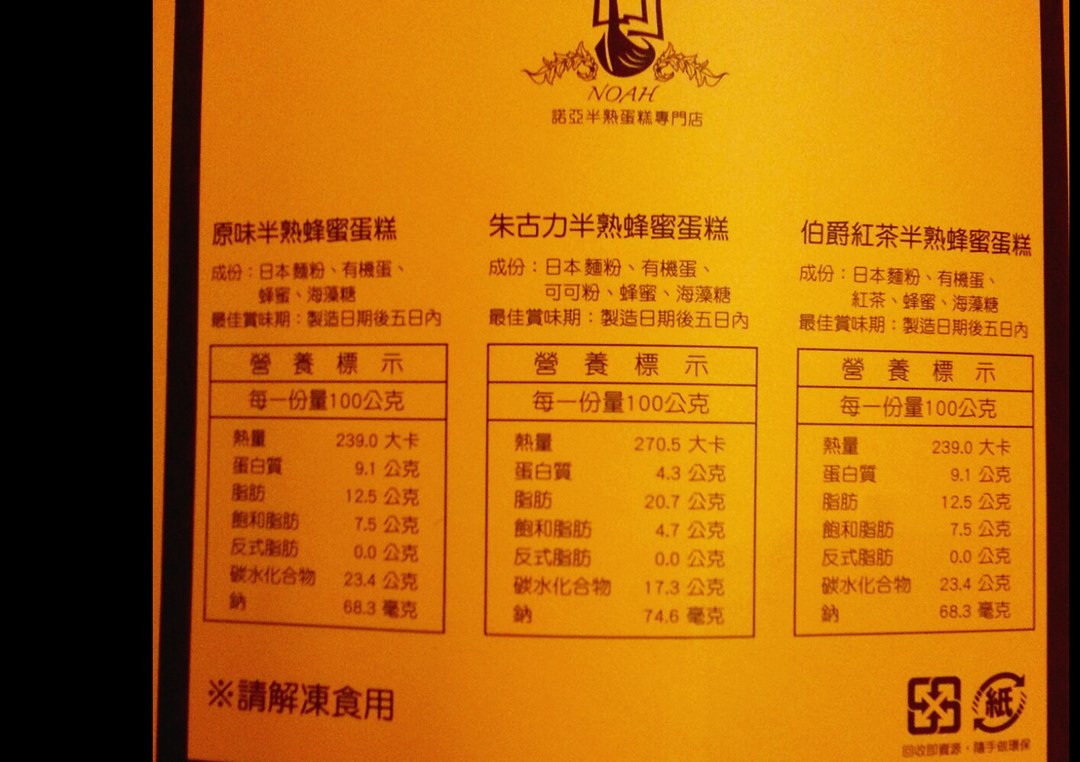 NOAH
諾亞半熟蛋糕專門店
原味半熟蜂蜜蛋糕
成份：日本麵粉、有機蛋、
蜂蜜、海藻糖
最佳賞味期：製造日期後五日內
營養標示
每一份量100公克
熱量 239.0 大卡
蛋白質 9.1 公克
脂肪 12.5 公克
飽和脂肪 7.5 公克
反式脂肪 0.0 公克
碳水化合物 23.4 公克
鈉 68.3 毫克
朱古力半熟蜂蜜蛋糕
成份：日本麵粉、有機蛋、
可可粉、蜂蜜、海藻糖
最佳賞味期：製造日期後五日內
營養標示
每一份量100公克
熱量 270.5 大卡
蛋白質 4.3 公克
脂肪 20.7 公克
飽和脂肪 4.7 公克
反式脂肪 0.0 公克
碳水化合物 17.3 公克
鈉 74.6 毫克
伯爵紅茶半熟蜂蜜蛋糕
成份：日本麵粉、有機蛋、
紅茶、蜂蜜、海藻糖
最佳賞味期：製造日期後五日內
營養標示
每一份量100公克
熱量 239.0 大卡
蛋白質 9.1 公克
脂肪 12.5 公克
飽和脂肪 7.5 公克
反式脂肪 0.0 公克
碳水化合物 23.4 公克
鈉 68.3 毫克
※請解凍食用
紙
回收即資源，隨手做環保